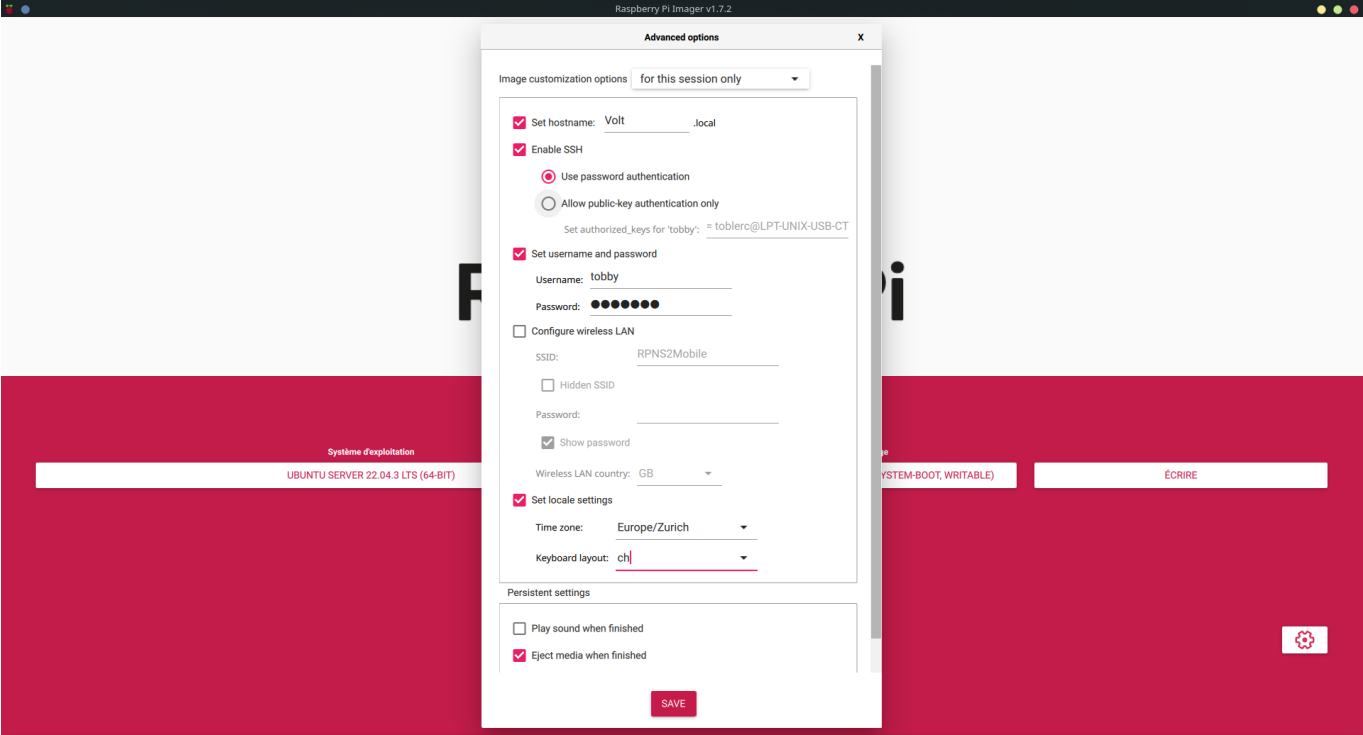 Raspberry Pi Imager v1.7.2
Advanced options X
Image customization options for this session only
Set hostname: Volt .local
Enable SSH
Use password authentication
Allow public-key authentication only
Set authorized_keys for 'tobby': = toblerc@LPT-UNIX-USB-CT
Set username and password
Username: tobby
Password: ●●●●●●●
Configure wireless LAN
SSID: RPNS2Mobile
Hidden SSID
Password:
Show password
Wireless LAN country: GB
Set locale settings
Time zone: Europe/Zurich
Keyboard layout: ch
Persistent settings
Play sound when finished
Eject media when finished
SAVE
Système d'exploitation
UBUNTU SERVER 22.04.3 LTS (64-BIT)
YSTEM-BOOT, WRITABLE)
ÉCRIRE